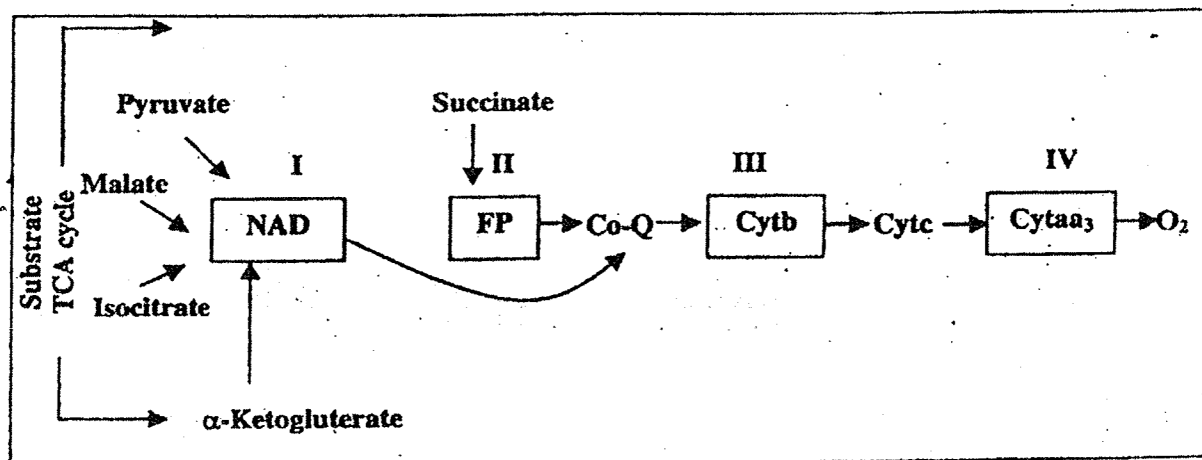 Pyruvate
Succinate
I
II
III
IV
Malate
Substrate
TCA cycle
NAD
FP
Co-Q
Cytb
Cytc
Cytaa₃
O₂
Isocitrate
α-Ketogluterate